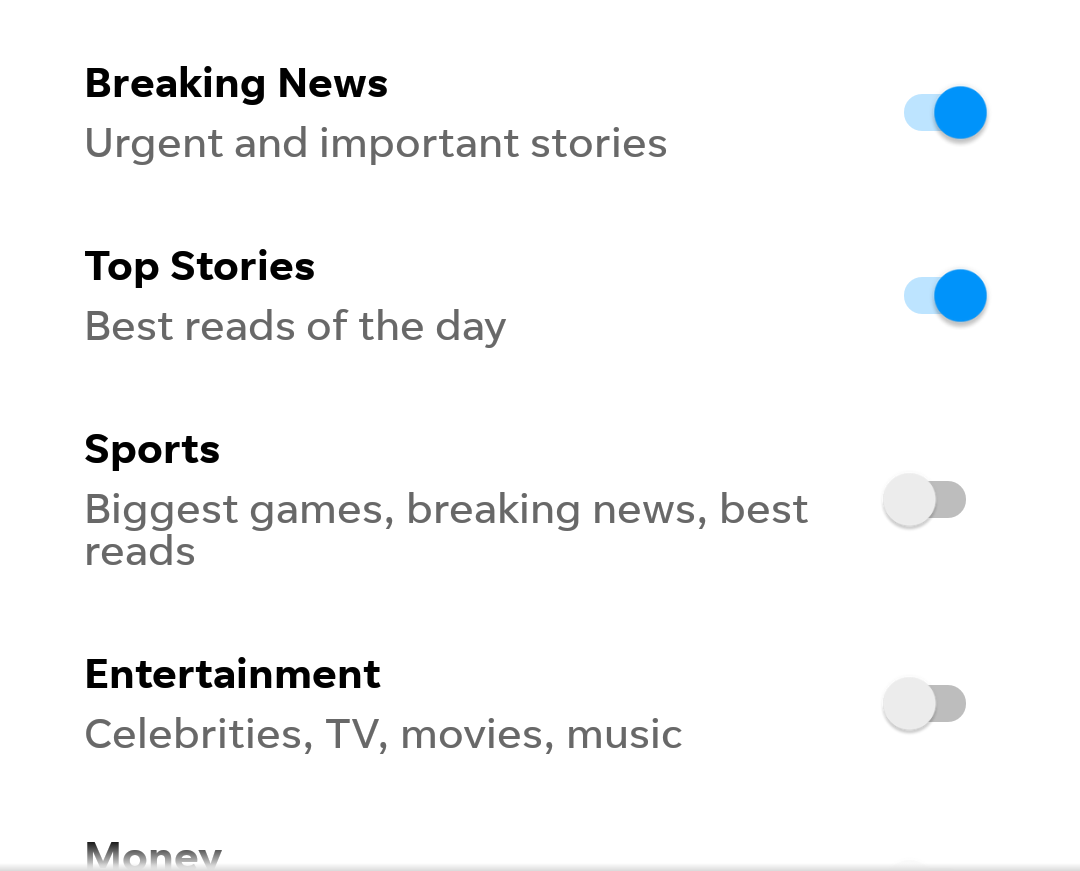 Breaking News
Urgent and important stories
Top Stories
Best reads of the day
Sports
Biggest games, breaking news, best
reads
Entertainment
Celebrities, TV, movies, music
Money